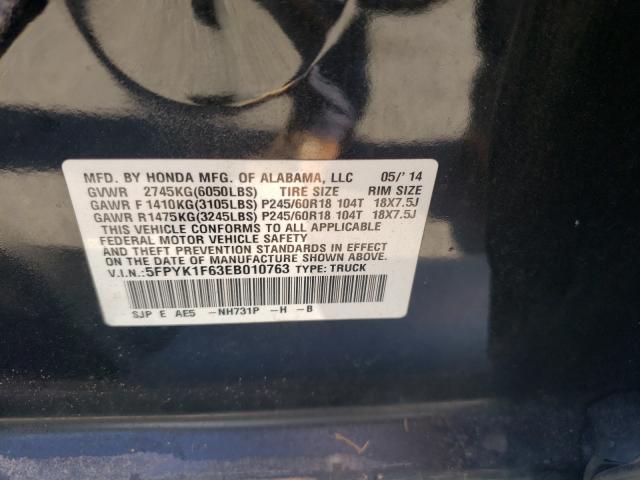 MFD. BY HONDA MFG. OF ALABAMA, LLC 05/'14
GVWR 2745KG(6050LBS) TIRE SIZE RIM SIZE
GAWR F 1410KG(3105LBS) P245/60R18 104T 18X7.5J
GAWR R1475KG(3245LBS) P245/60R18 104T 18X7.5J
THIS VEHICLE CONFORMS TO ALL APPLICABLE
FEDERAL MOTOR VEHICLE SAFETY STANDARDS
AND THEFT PREVENTION STANDARDS IN EFFECT
ON THE DATE OF MANUFACTURE SHOWN ABOVE.
V.I.N.:5FPYK1F63EB010763 TYPE: TRUCK
SJP E AE5 -NH731P -H -B